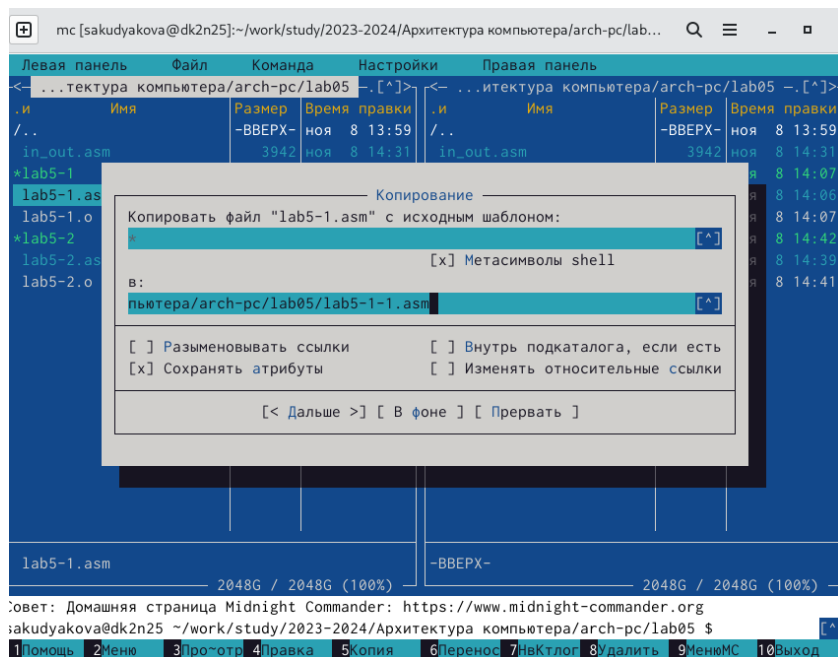 mc [sakudyakova@dk2n25]:~/work/study/2023-2024/Архитектура компьютера/arch-pc/lab...
Левая панель Файл Команда Настройки Правая панель
<— ...тектура компьютера/arch-pc/lab05 —.[^]> <— ...итектура компьютера/arch-pc/lab05 —.[^]>
.и Имя Размер Время правки .и Имя Размер Время правки
/.. -ВВЕРХ- ноя 8 13:59 /.. -ВВЕРХ- ноя 8 13:59
in_out.asm 3942 ноя 8 14:31 in_out.asm 3942 ноя 8 14:31
*lab5-1 я 8 14:07
Копирование
lab5-1.as я 8 14:06
lab5-1.o Копировать файл "lab5-1.asm" с исходным шаблоном: я 8 14:07
*lab5-2 * [^] я 8 14:42
lab5-2.as [x] Метасимволы shell я 8 14:39
lab5-2.o в: я 8 14:41
пьютера/arch-pc/lab05/lab5-1-1.asm [^]
[ ] Разыменовывать ссылки [ ] Внутрь подкаталога, если есть
[x] Сохранять атрибуты [ ] Изменять относительные ссылки
[< Дальше >] [ В фоне ] [ Прервать ]
lab5-1.asm -ВВЕРХ-
2048G / 2048G (100%) 2048G / 2048G (100%)
Совет: Домашняя страница Midnight Commander: https://www.midnight-commander.org
sakudyakova@dk2n25 ~/work/study/2023-2024/Архитектура компьютера/arch-pc/lab05 $ [^
1Помощь 2Меню 3Про~отр 4Правка 5Копия 6Перенос 7НвКтлог 8Удалить 9МенюMC 10Выход